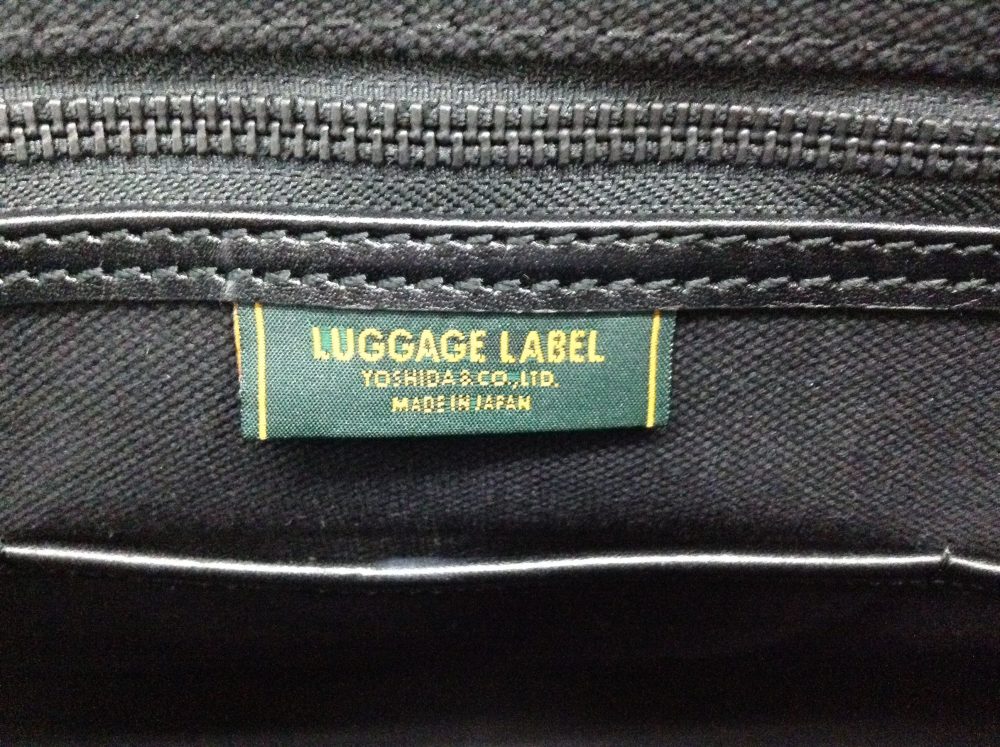 LUGGAGE LABEL
YOSHIDA & CO.,LTD.
MADE IN JAPAN